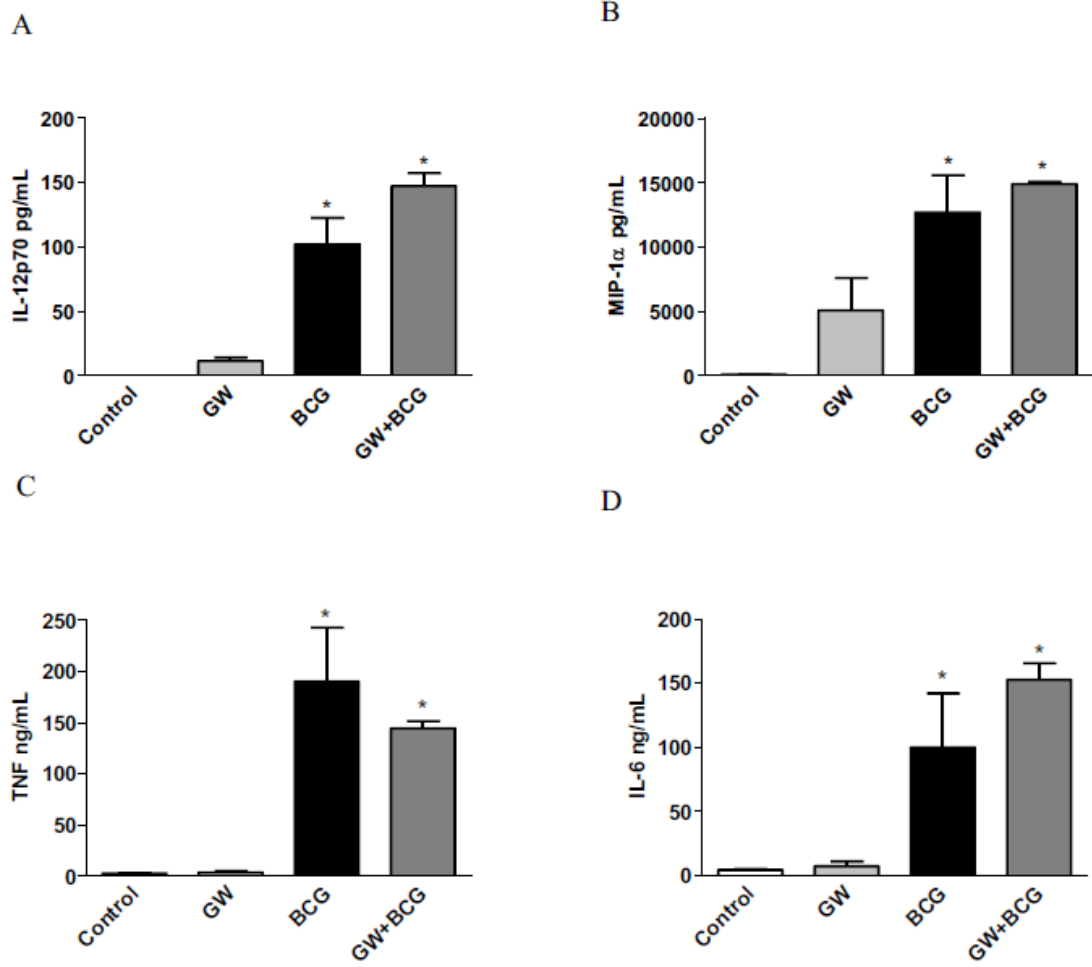 A
IL-12p70 pg/mL
200
150
100
50
0
*
*
Control
GW
BCG
GW+BCG
B
MIP-1α pg/mL
20000
15000
10000
5000
0
*
*
Control
GW
BCG
GW+BCG
C
TNF ng/mL
250
200
150
100
50
0
*
*
Control
GW
BCG
GW+BCG
D
IL-6 ng/mL
200
150
100
50
0
*
*
Control
GW
BCG
GW+BCG